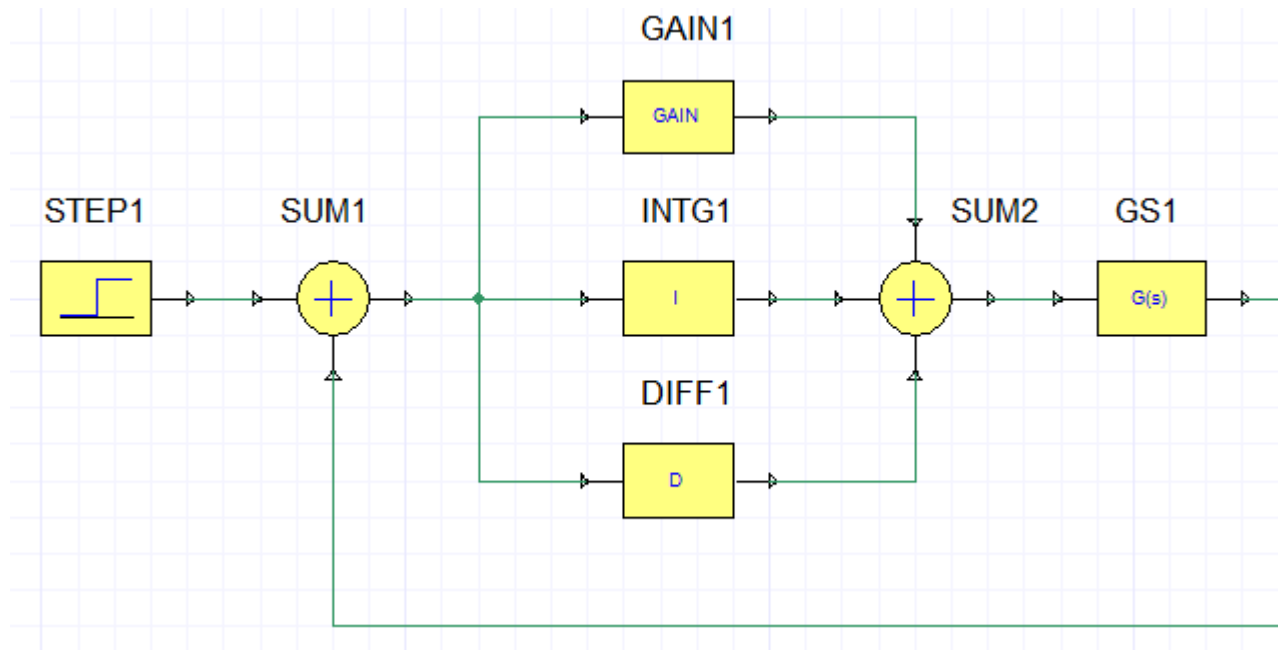 GAIN1
GAIN
STEP1
SUM1
INTG1
SUM2
GS1
I
G(s)
DIFF1
D